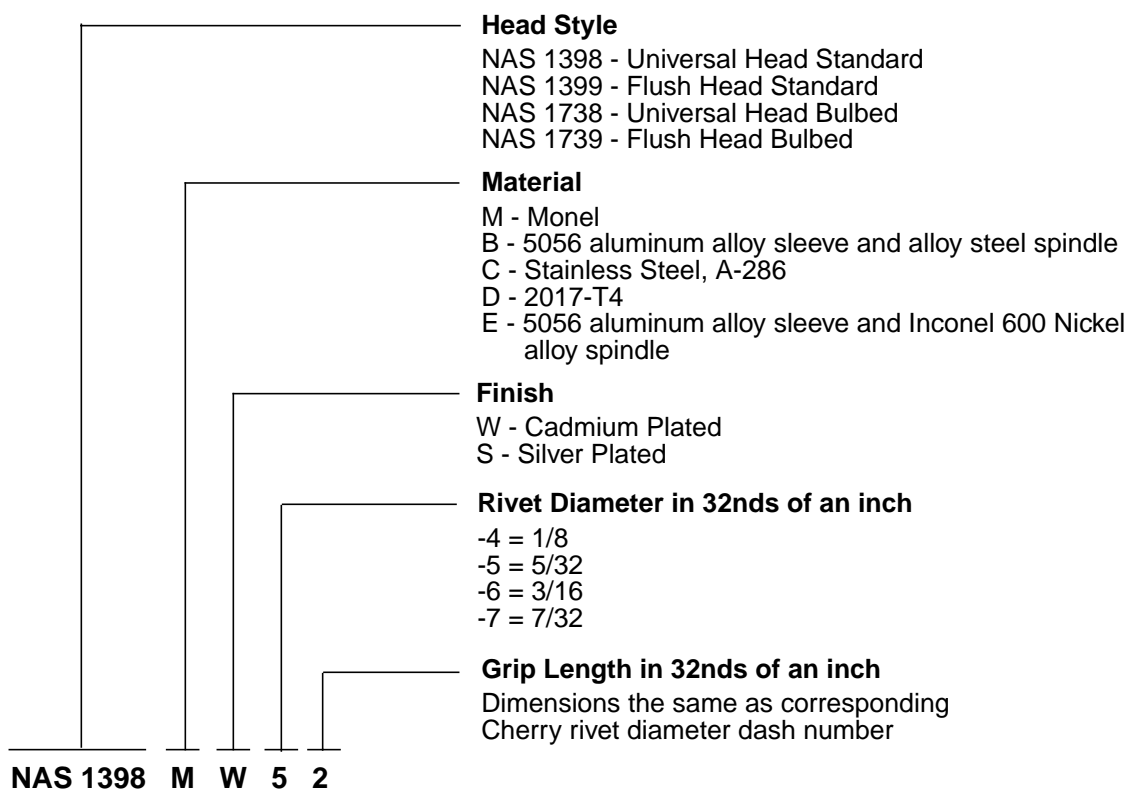 Head Style
NAS 1398 - Universal Head Standard
NAS 1399 - Flush Head Standard
NAS 1738 - Universal Head Bulbed
NAS 1739 - Flush Head Bulbed
Material
M - Monel
B - 5056 aluminum alloy sleeve and alloy steel spindle
C - Stainless Steel, A-286
D - 2017-T4
E - 5056 aluminum alloy sleeve and Inconel 600 Nickel
alloy spindle
Finish
W - Cadmium Plated
S - Silver Plated
Rivet Diameter in 32nds of an inch
-4 = 1/8
-5 = 5/32
-6 = 3/16
-7 = 7/32
Grip Length in 32nds of an inch
Dimensions the same as corresponding
Cherry rivet diameter dash number
NAS 1398 M W 5 2